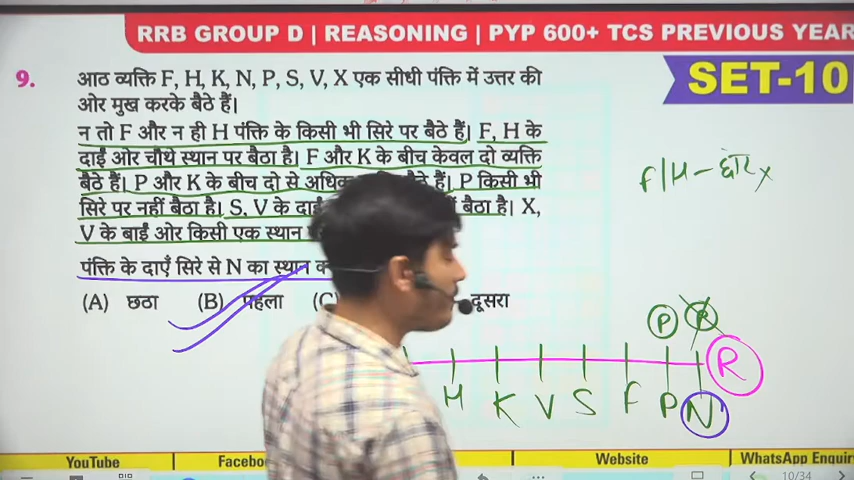 RRB GROUP D | REASONING | PYP 600+ TCS PREVIOUS YEAR
SET-10
9. आठ व्यक्ति F, H, K, N, P, S, V, X एक सीधी पंक्ति में उत्तर की
ओर मुख करके बैठे हैं।
न तो F और न ही H पंक्ति के किसी भी सिरे पर बैठे हैं। F, H के
दाईं ओर चौथे स्थान पर बैठा है। F और K के बीच केवल दो व्यक्ति
बैठे हैं। P और K के बीच दो से अधिक बैठे हैं। P किसी भी
सिरे पर नहीं बैठा है। S, V के दाईं बैठा है। X,
V के बाईं ओर किसी एक स्थान
पंक्ति के दाएँ सिरे से N का स्थान
(A) छठा (B) पहला (C) दूसरा
F/H - छोर x
P R
R
H K V S F P N
YouTube Website WhatsApp Enquir
10/34